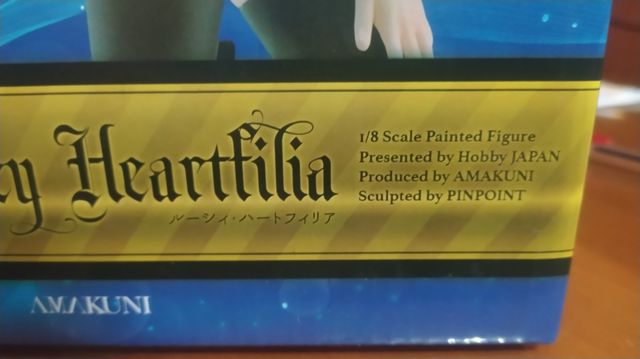 ey Heartfilia
ルーシィ・ハートフィリア
1/8 Scale Painted Figure
Presented by Hobby JAPAN
Produced by AMAKUNI
Sculpted by PINPOINT
AMAKUNI